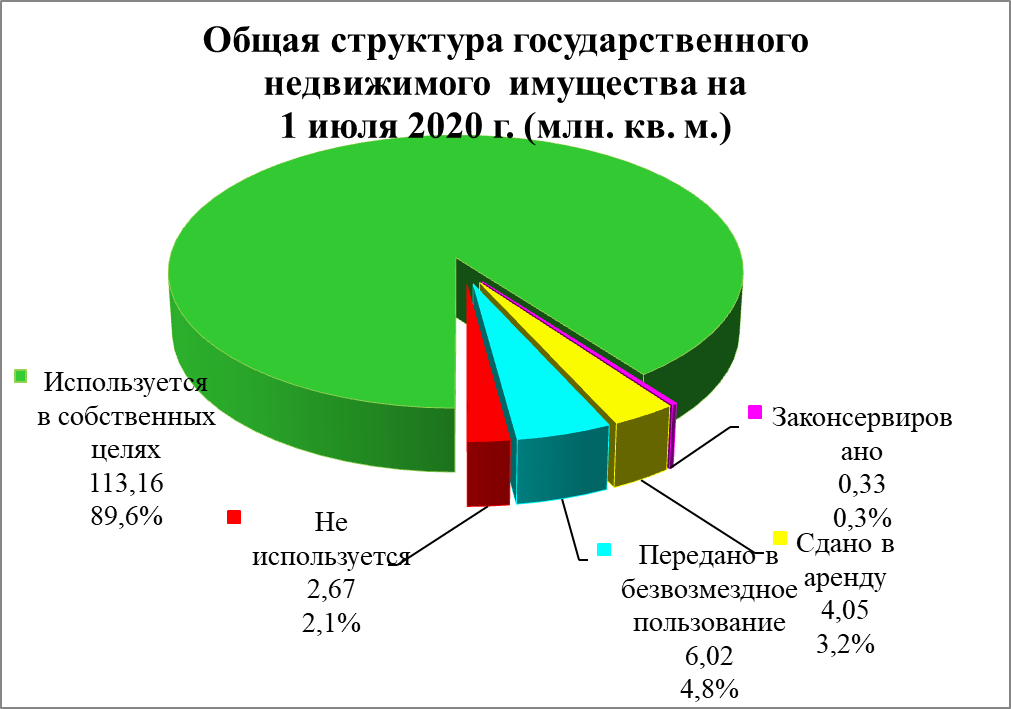 Общая структура государственного
недвижимого  имущества на
1 июля 2020 г. (млн. кв. м.)
Используется
в собственных
целях
113,16
89,6%
Не
используется
2,67
2,1%
Передано в
безвозмездное
пользование
6,02
4,8%
Сдано в
аренду
4,05
3,2%
Законсервиров
ано
0,33
0,3%